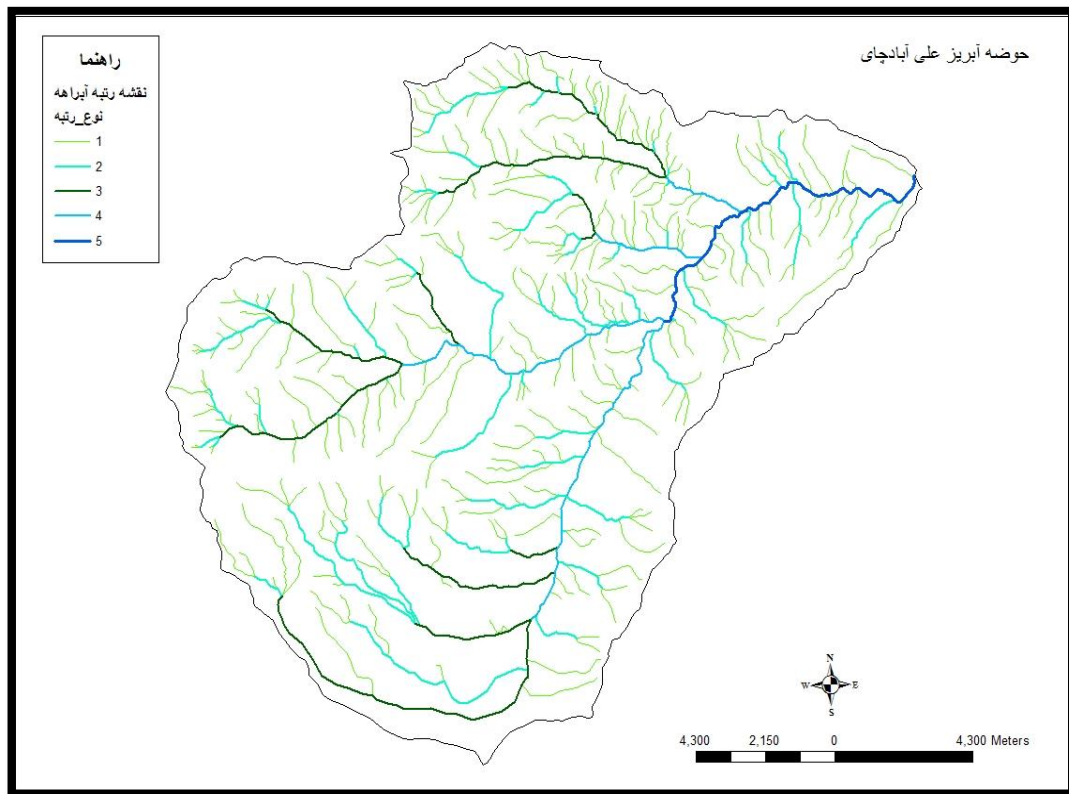 حوضه آبریز علی آبادچای
راهنما
نقشه رتبه آبراهه
نوع_رتبه
1
2
3
4
5
N
W E
S
4,300 2,150 0 4,300 Meters